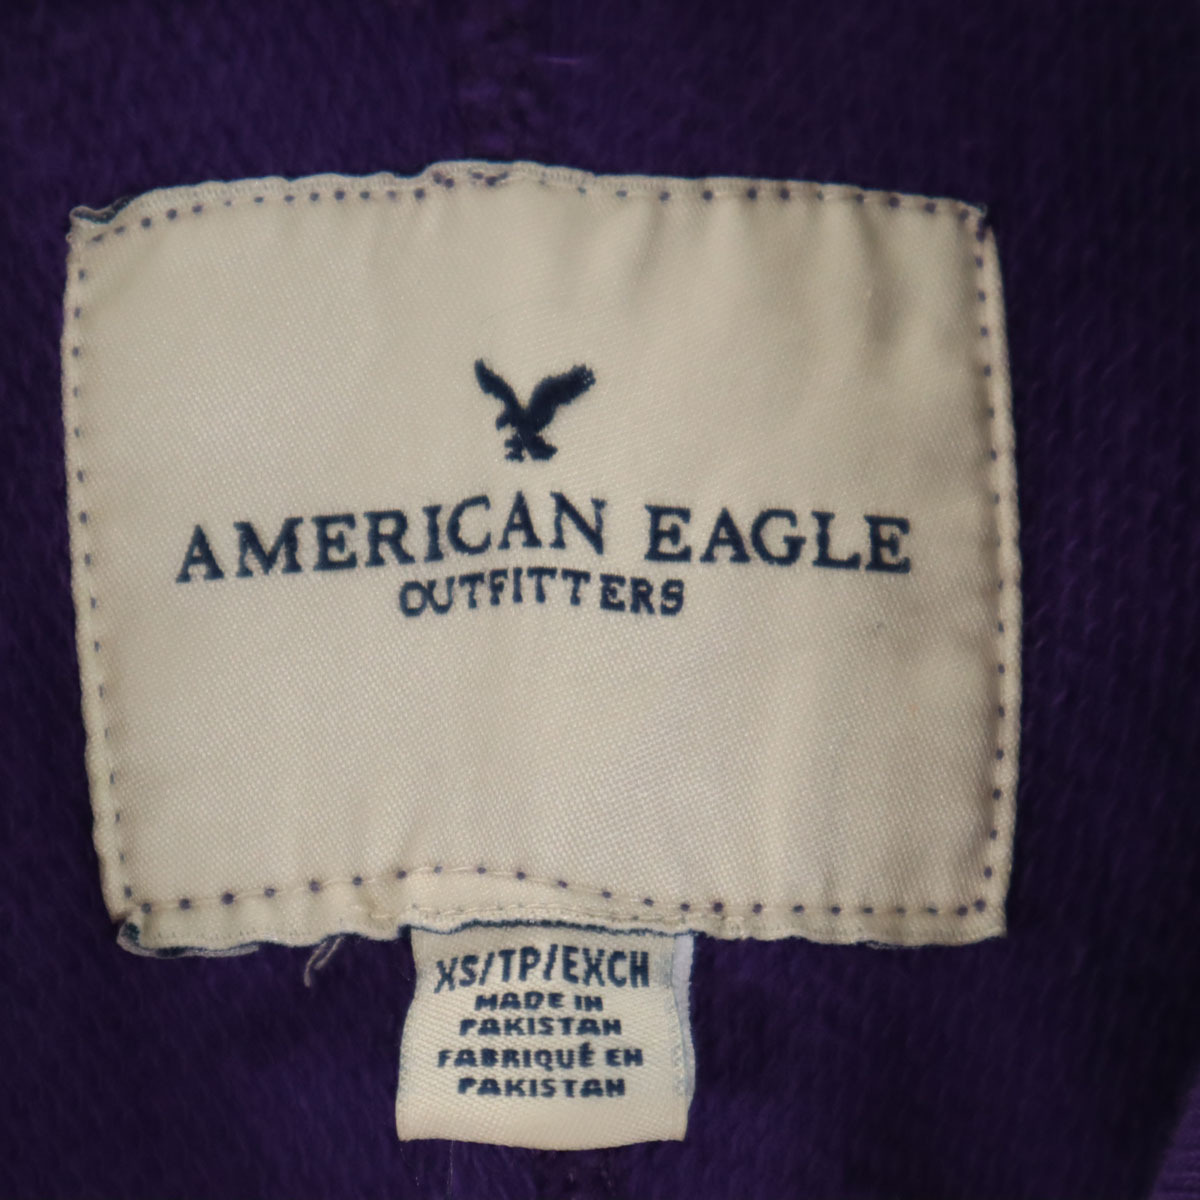 AMERICAN EAGLE
OUTFITTERS
XS/TP/EXCH
MADE IN
PAKISTAN
FABRIQUÉ EN
PAKISTAN